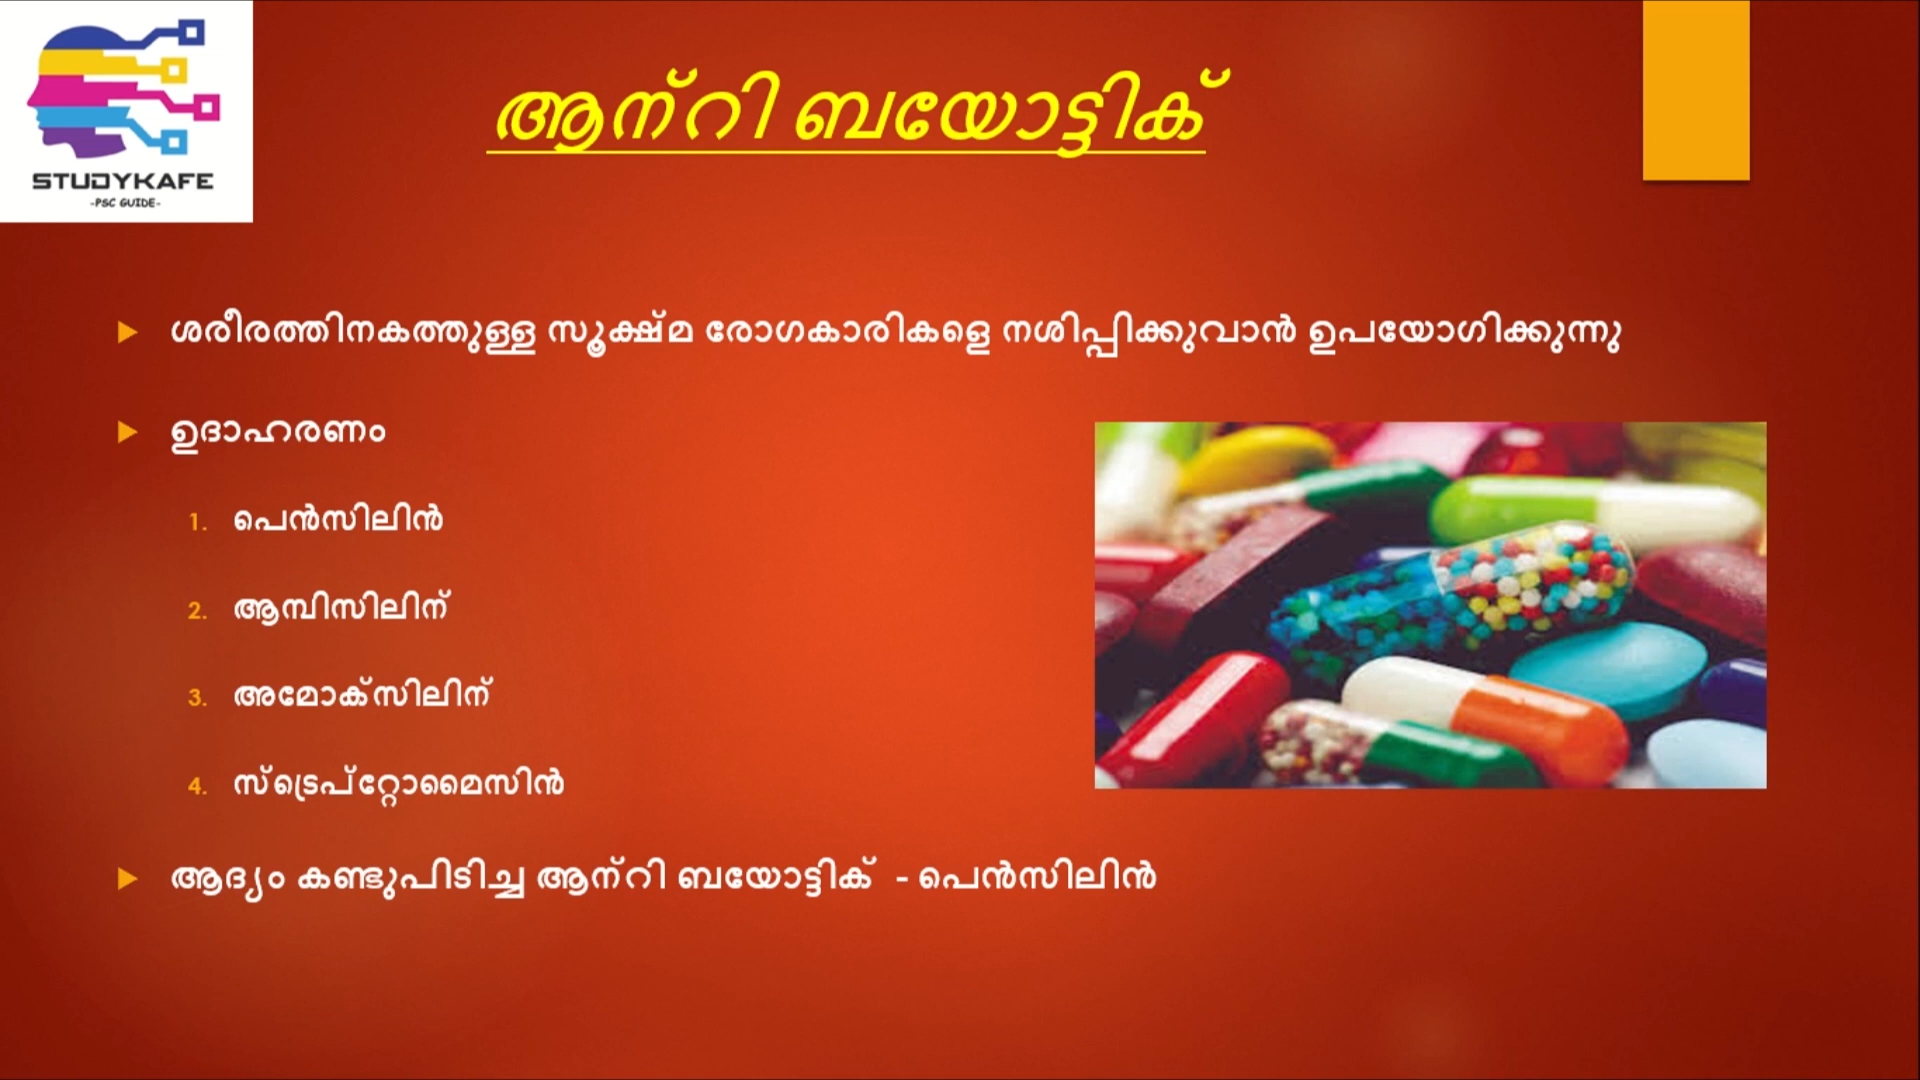 STUDYKAFE
-PSC GUIDE-
ആന്റി ബയോട്ടിക്
ശരീരത്തിനകത്തുള്ള സൂക്ഷ്മ രോഗകാരികളെ നശിപ്പിക്കുവാൻ ഉപയോഗിക്കുന്നു
ഉദാഹരണം
1. പെൻസിലിൻ
2. ആമ്പിസിലിന്
3. അമോക്സിലിന്
4. സ്ട്രെപ്റ്റോമൈസിൻ
ആദ്യം കണ്ടുപിടിച്ച ആന്റി ബയോട്ടിക് - പെൻസിലിൻ